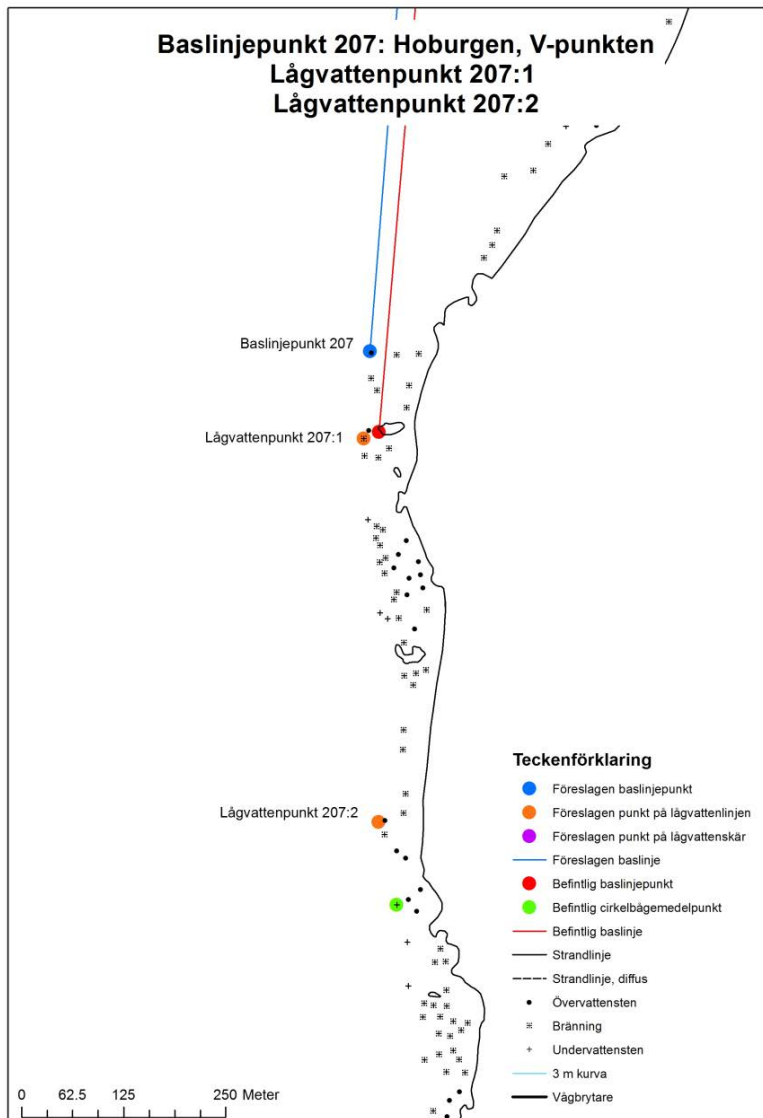 Baslinjepunkt 207: Hoburgen, V-punkten
Lågvattenpunkt 207:1
Lågvattenpunkt 207:2
Baslinjepunkt 207
Lågvattenpunkt 207:1
Lågvattenpunkt 207:2
Teckenförklaring
Föreslagen baslinjepunkt
Föreslagen punkt på lågvattenlinjen
Föreslagen punkt på lågvattenskär
Föreslagen baslinje
Befintlig baslinjepunkt
Befintlig cirkelbågemedelpunkt
Befintlig baslinje
Strandlinje
Strandlinje, diffus
Övervattensten
Bränning
Undervattensten
3 m kurva
Vågbrytare
0 62.5 125 250 Meter